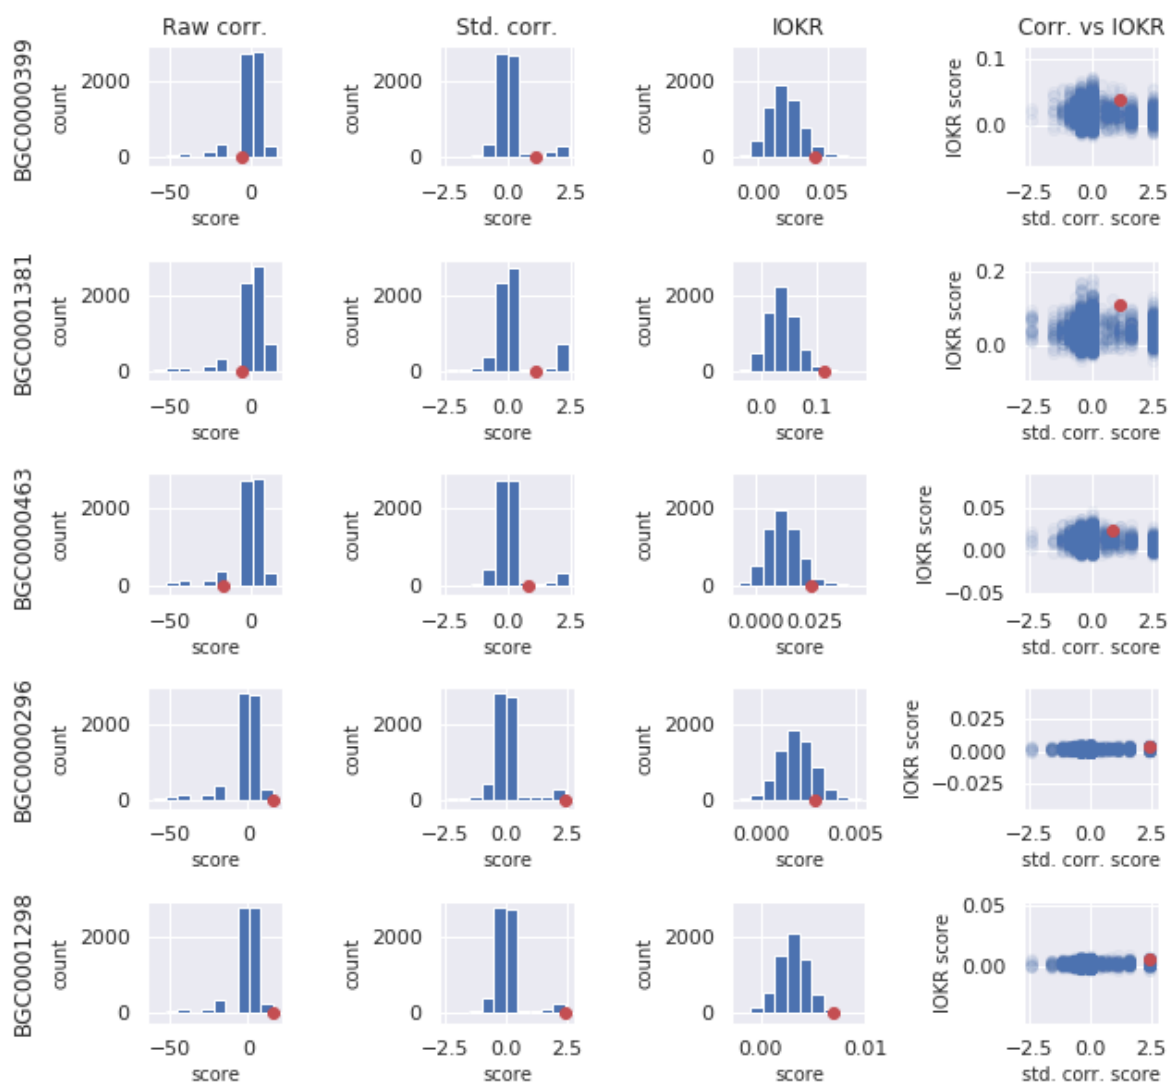 Raw corr. Std. corr. IOKR Corr. vs IOKR
BGC0000399
count 2000 0 −50 0 score
count 2000 0 −2.5 0.0 2.5 score
count 2000 0 0.00 0.05 score
IOKR score 0.1 0.0 −2.5 0.0 2.5 std. corr. score
BGC0001381
count 2000 0 −50 0 score
count 2000 0 −2.5 0.0 2.5 score
count 2000 0 0.0 0.1 score
IOKR score 0.2 0.0 −2.5 0.0 2.5 std. corr. score
BGC0000463
count 2000 0 −50 0 score
count 2000 0 −2.5 0.0 2.5 score
count 2000 0 0.000 0.025 score
IOKR score 0.05 0.00 −0.05 −2.5 0.0 2.5 std. corr. score
BGC0000296
count 2000 0 −50 0 score
count 2000 0 −2.5 0.0 2.5 score
count 2000 0 0.000 0.005 score
IOKR score 0.025 0.000 −0.025 −2.5 0.0 2.5 std. corr. score
BGC0001298
count 2000 0 −50 0 score
count 2000 0 −2.5 0.0 2.5 score
count 2000 0 0.00 0.01 score
IOKR score 0.05 0.00 −2.5 0.0 2.5 std. corr. score